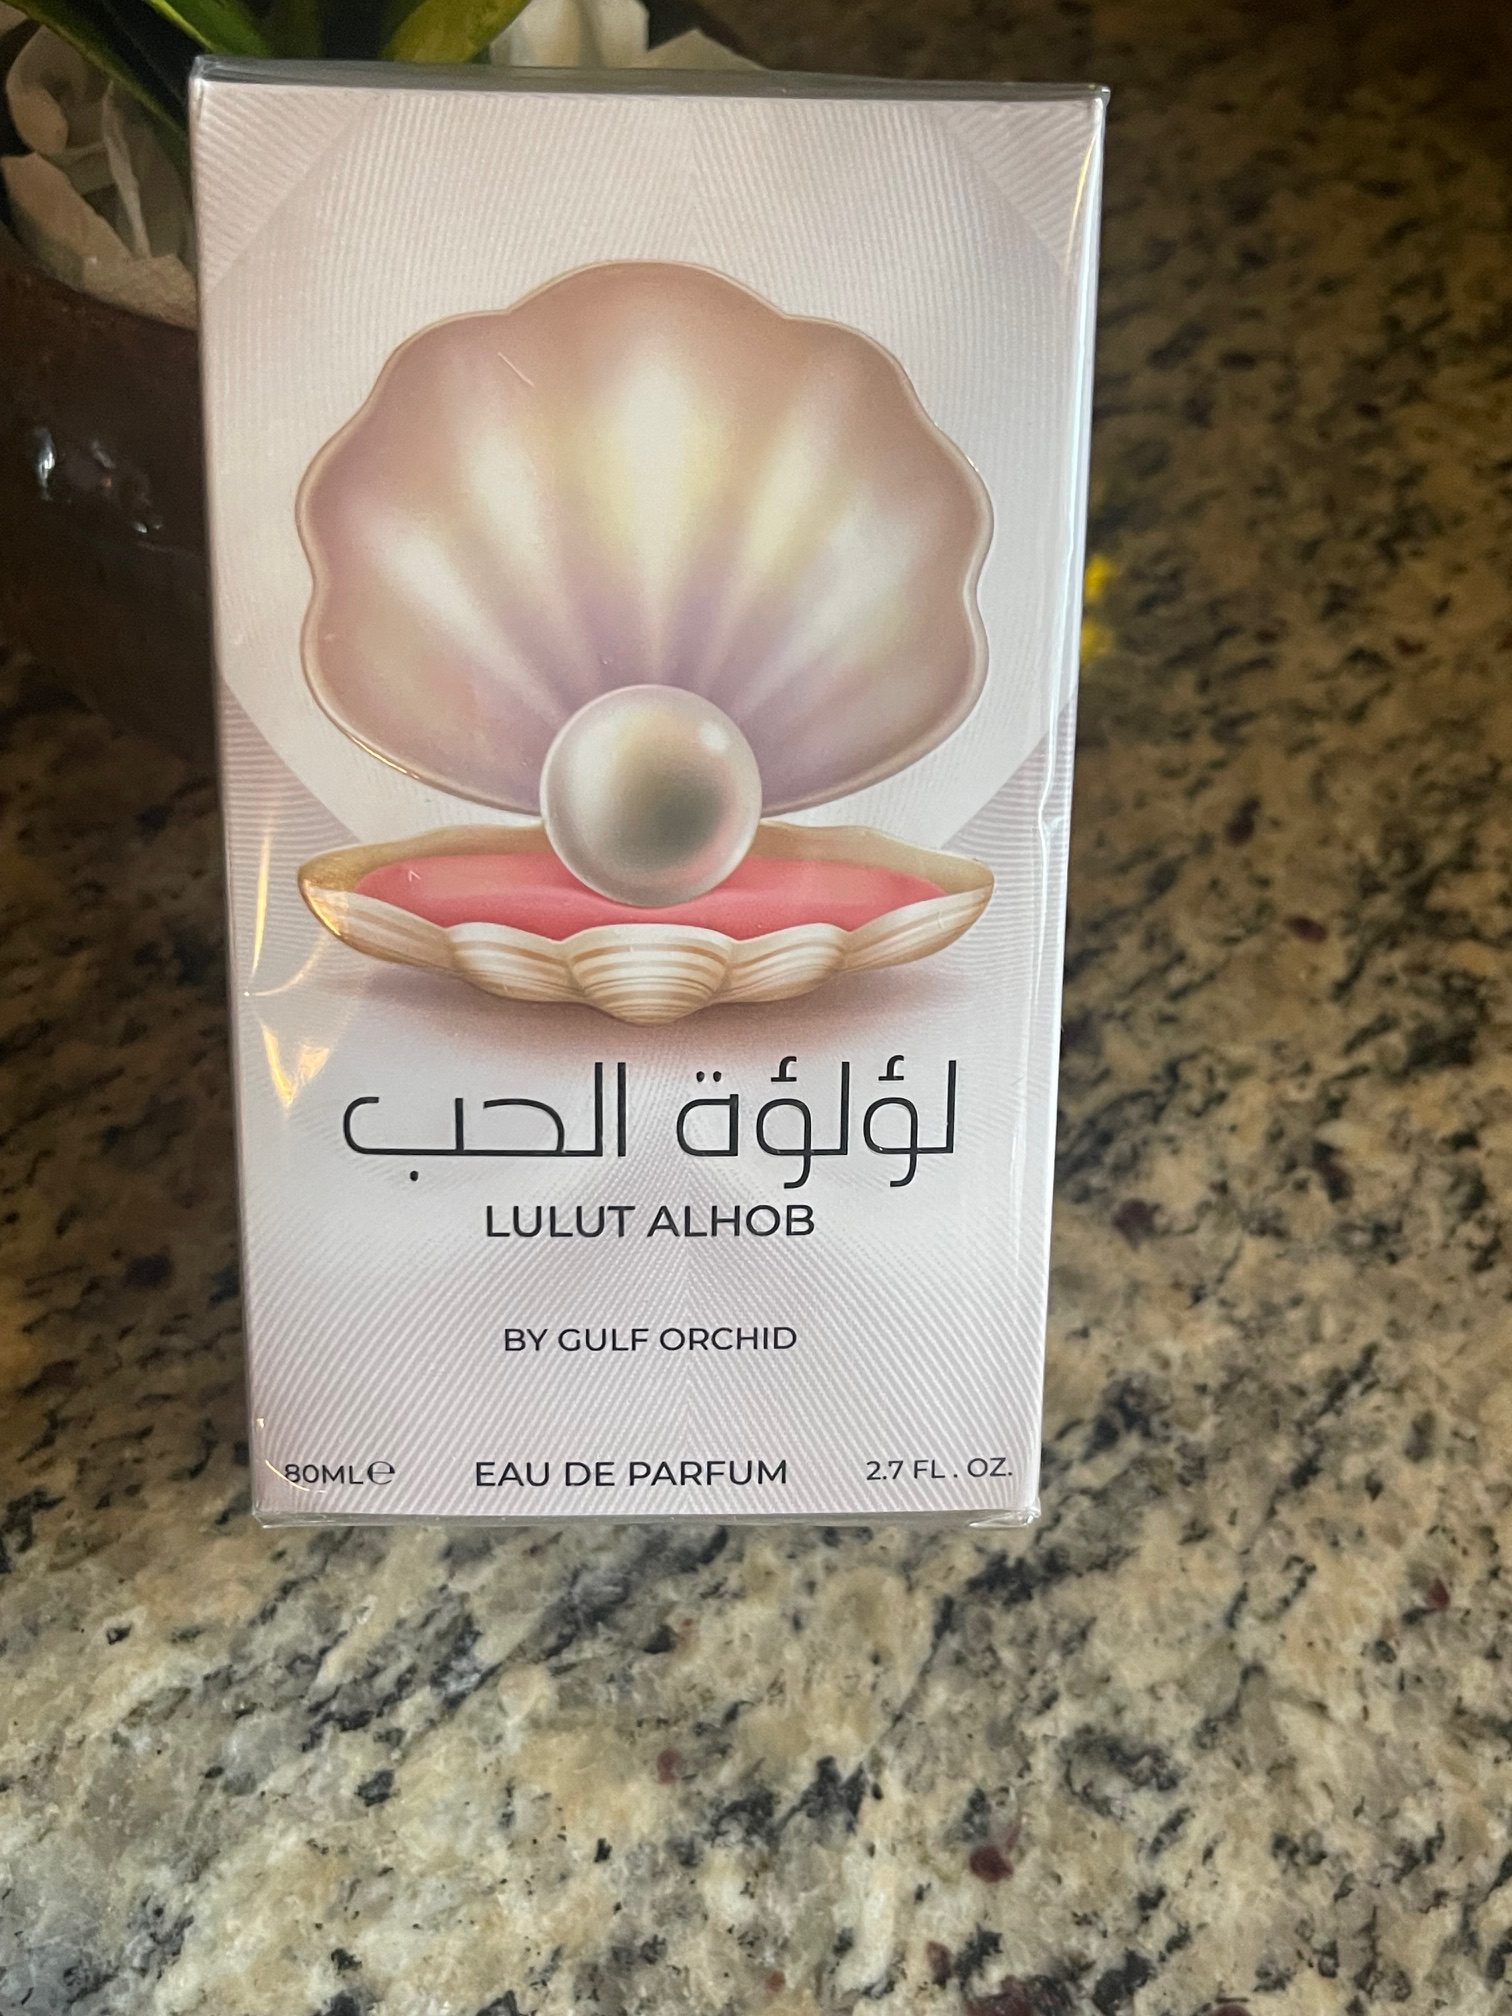 لؤلؤة الحب
LULUT ALHOB
BY GULF ORCHID
80ML℮ EAU DE PARFUM 2.7 FL . OZ.